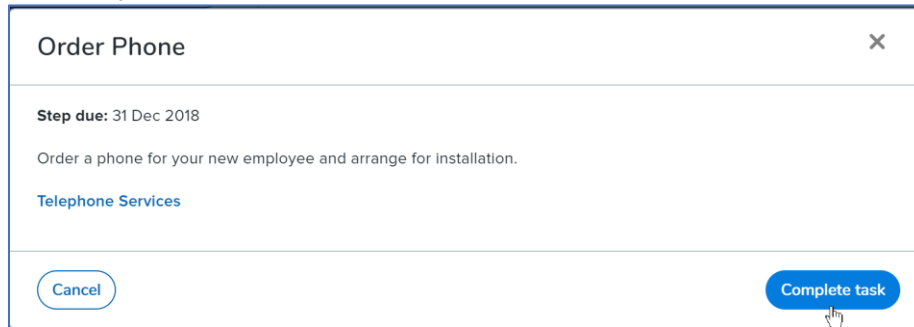 Order Phone
Step due: 31 Dec 2018
Order a phone for your new employee and arrange for installation.
Telephone Services
Cancel
Complete task